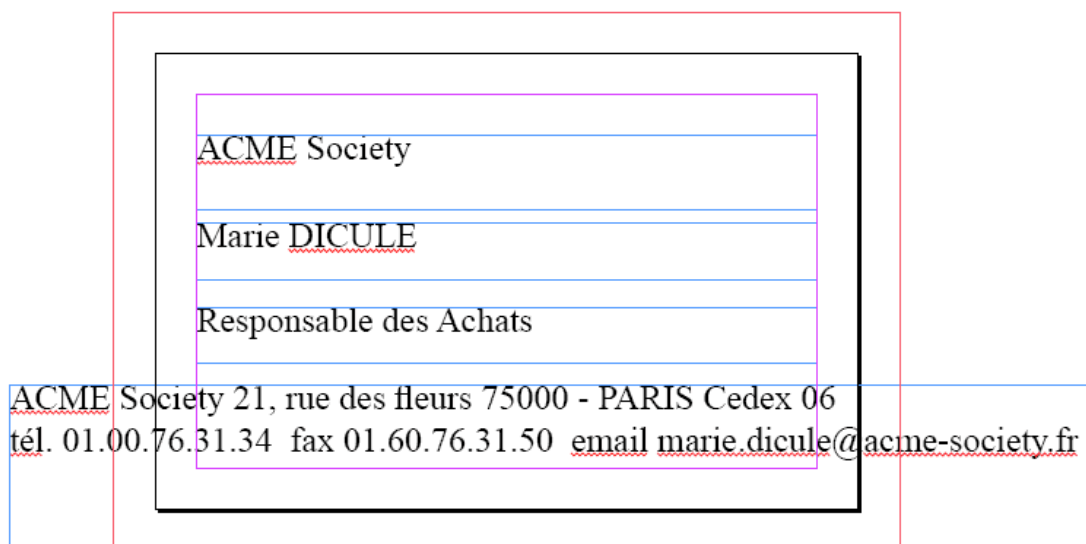 ACME Society
Marie DICULE
Responsable des Achats
ACME Society 21, rue des fleurs 75000 - PARIS Cedex 06
tél. 01.00.76.31.34 fax 01.60.76.31.50 email marie.dicule@acme-society.fr